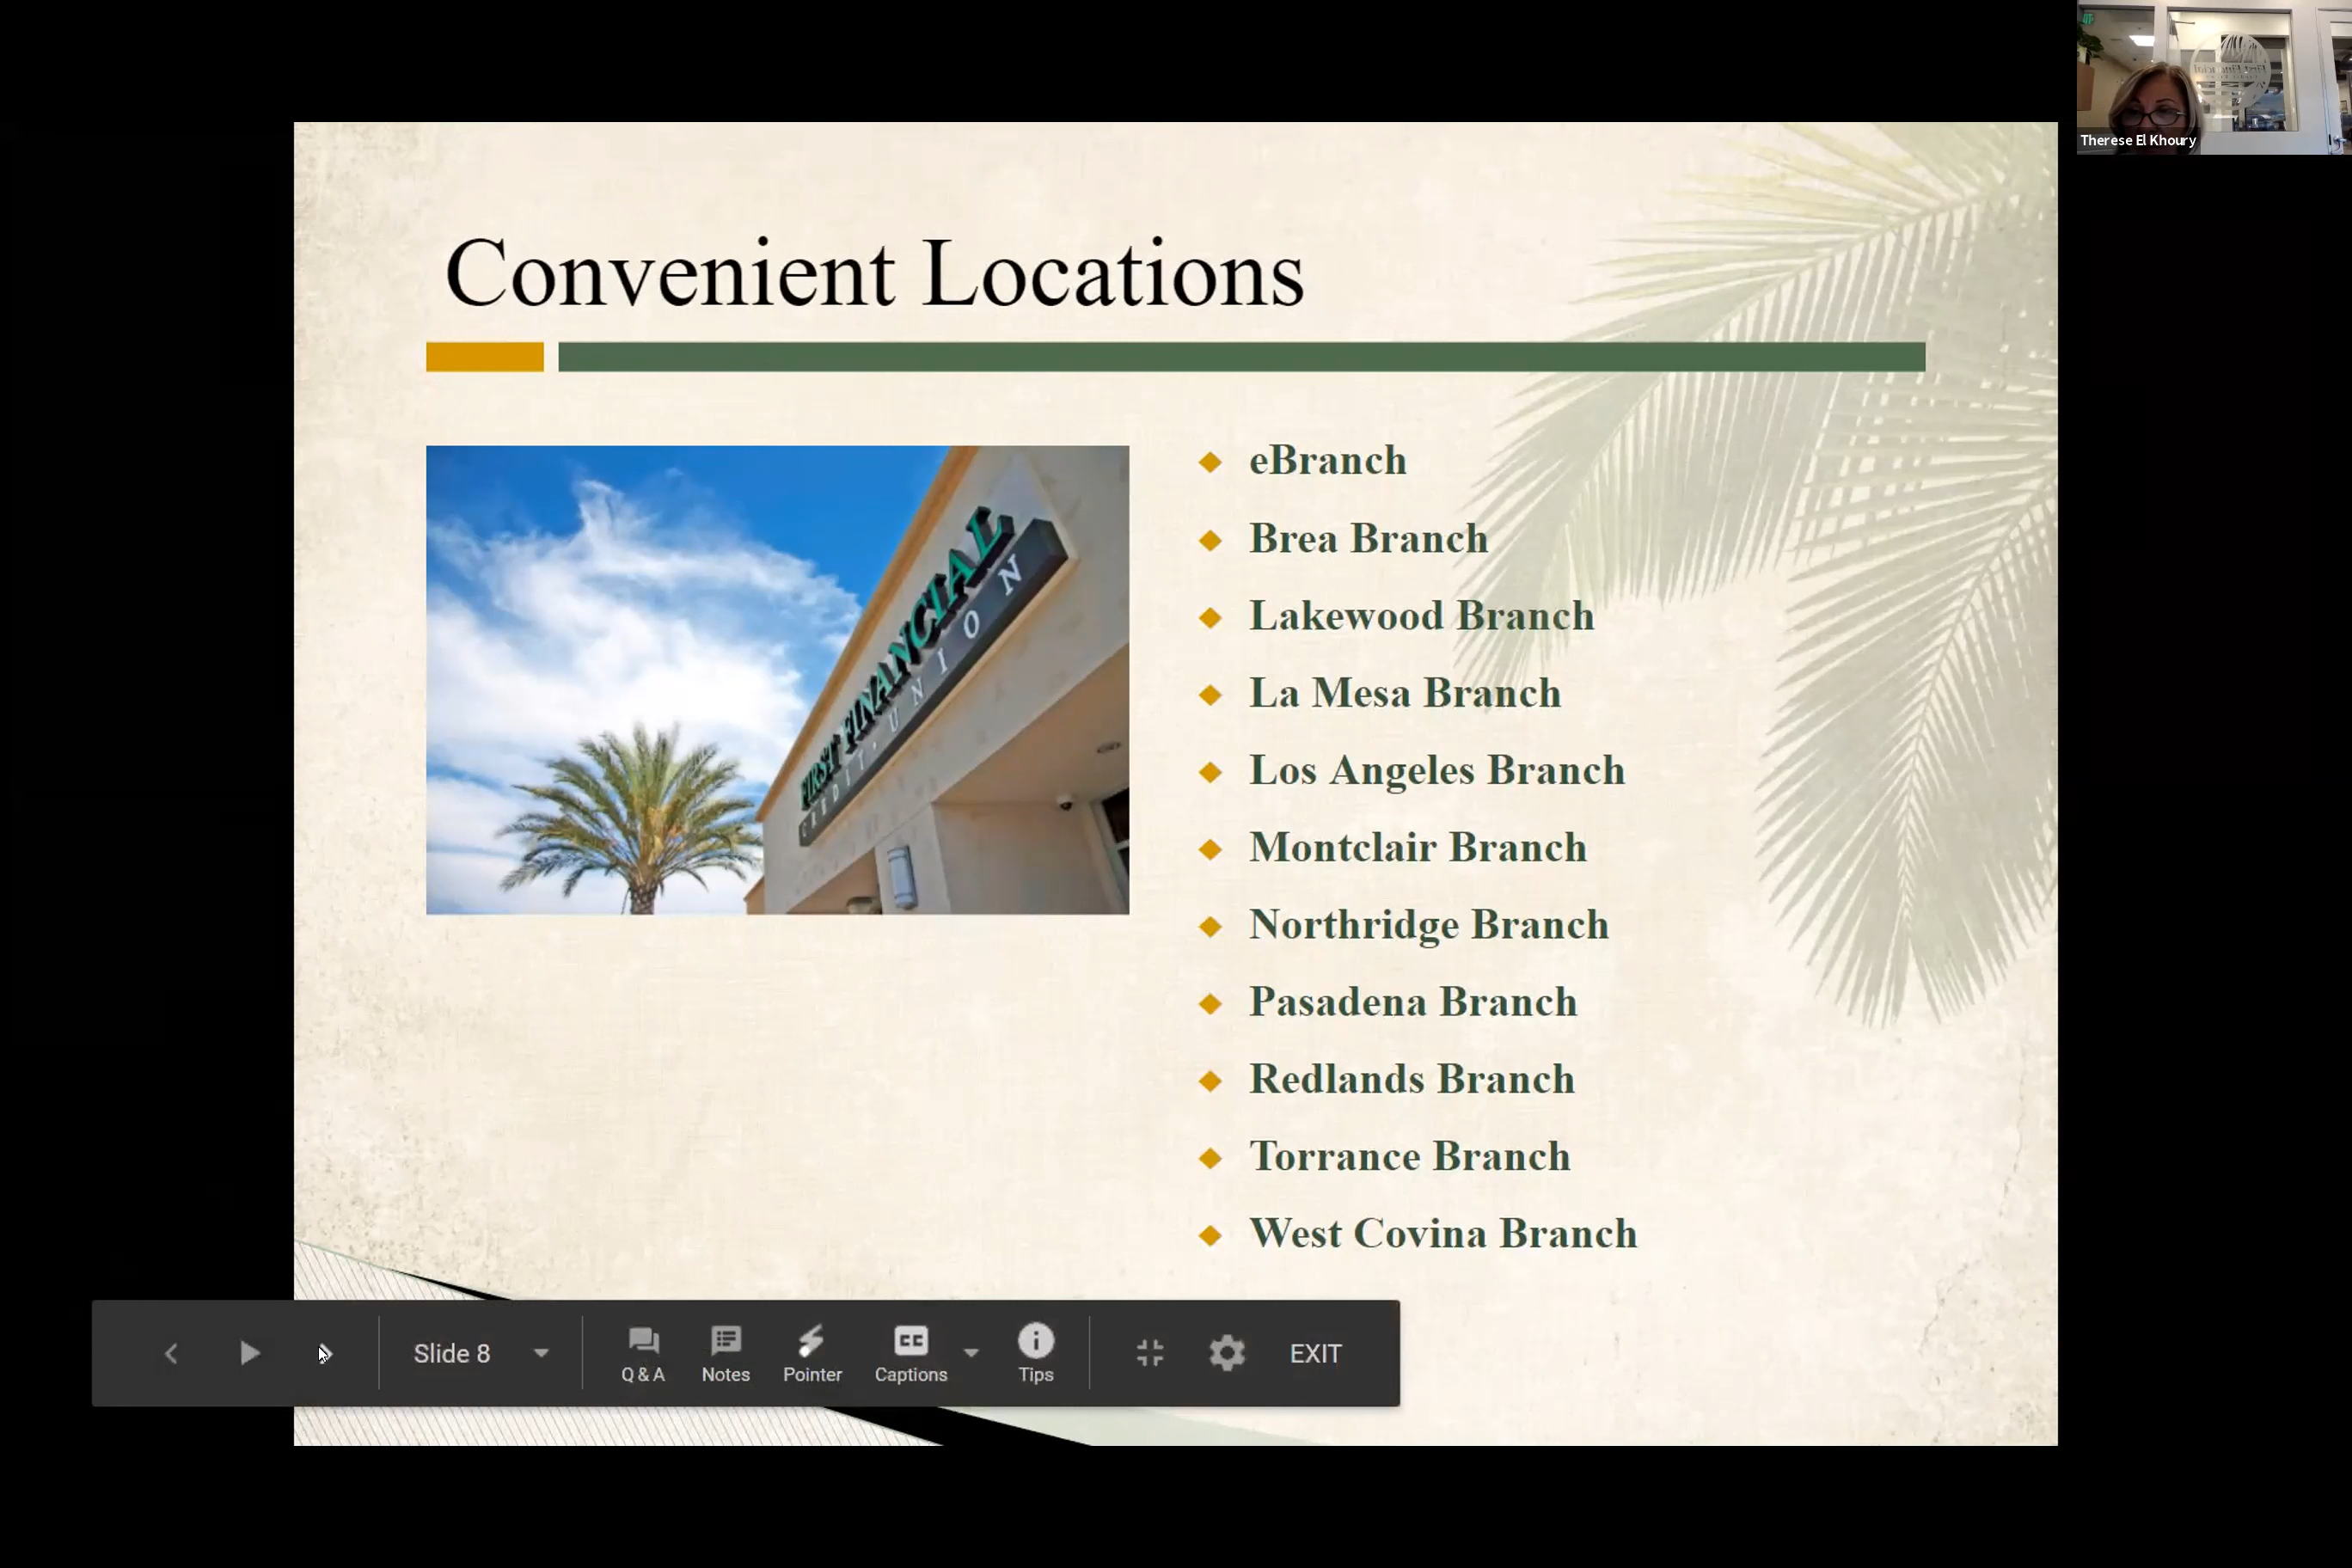 Therese El Khoury
Convenient Locations
FIRST FINANCIAL
CREDIT UNION
eBranch
Brea Branch
Lakewood Branch
La Mesa Branch
Los Angeles Branch
Montclair Branch
Northridge Branch
Pasadena Branch
Redlands Branch
Torrance Branch
West Covina Branch
Slide 8
Q & A
Notes
Pointer
CC
Captions
Tips
EXIT